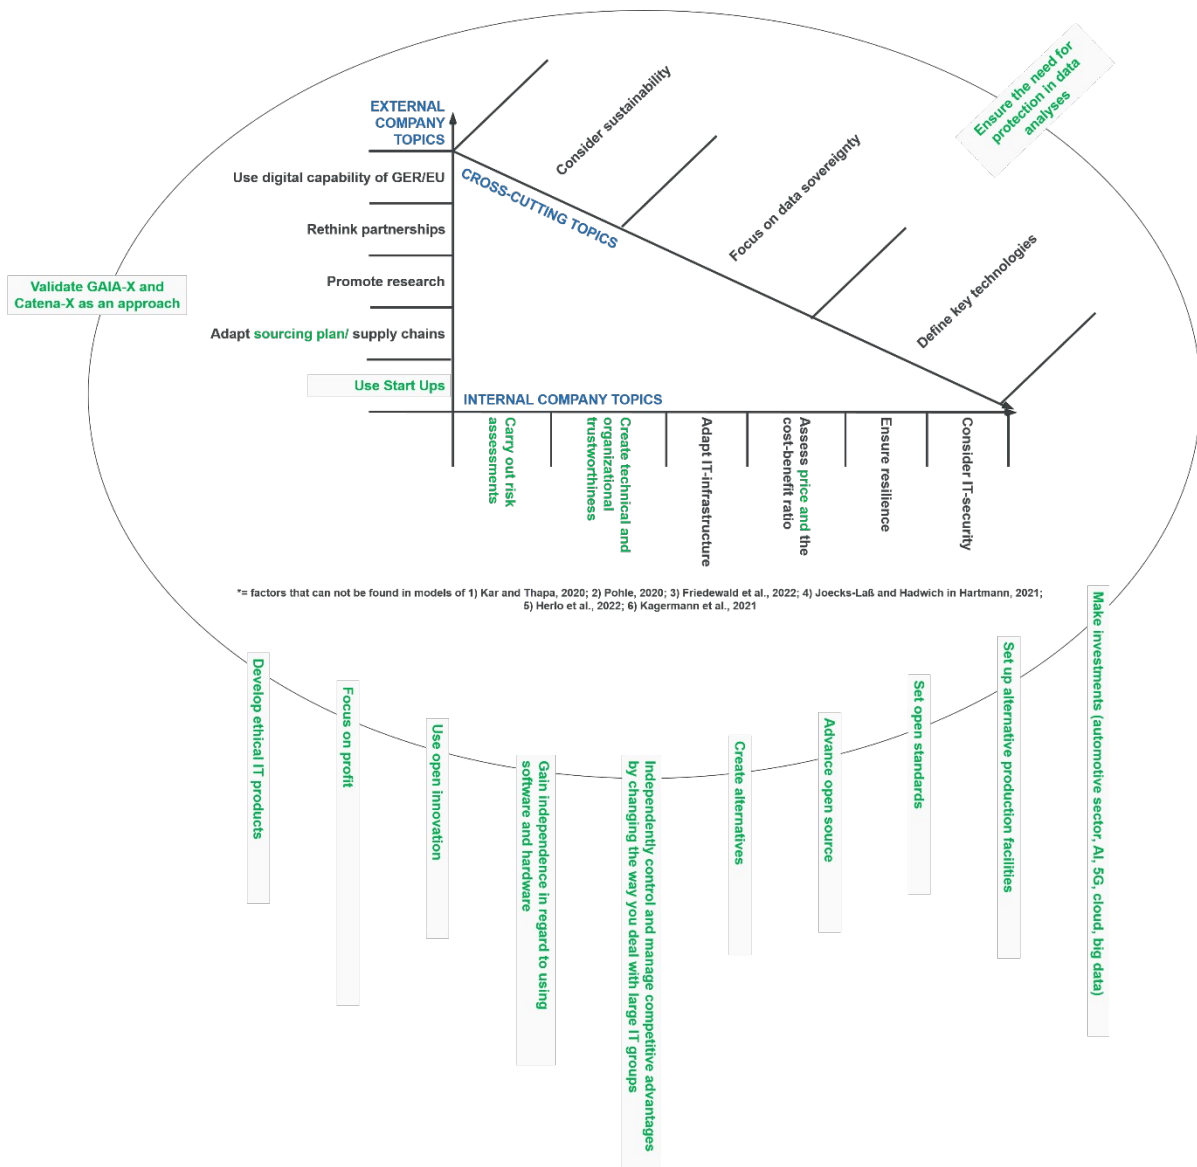 Ensure the need for
protection in data
analyses
EXTERNAL
COMPANY
TOPICS
Consider sustainability
Use digital capability of GER/EU
CROSS-CUTTING TOPICS
Focus on data sovereignty
Rethink partnerships
Promote research
Define key technologies
Validate GAIA-X and
Catena-X as an approach
Adapt sourcing plan/ supply chains
Use Start Ups
INTERNAL COMPANY TOPICS
Carry out risk
assessments
Create technical and
organizational
trustworthiness
Adapt IT-infrastructure
Assess price and the
cost-benefit ratio
Ensure resilience
Consider IT-security
*= factors that can not be found in models of 1) Kar and Thapa, 2020; 2) Pohle, 2020; 3) Friedewald et al., 2022; 4) Joecks-Laß and Hadwich in Hartmann, 2021;
5) Herlo et al., 2022; 6) Kagermann et al., 2021
Develop ethical IT products
Focus on profit
Use open innovation
Gain independence in regard to using
software and hardware
Independently control and manage competitive advantages
by changing the way you deal with large IT groups
Create alternatives
Advance open source
Set open standards
Set up alternative production facilities
Make investments (automotive sector, AI, 5G, cloud, big data)